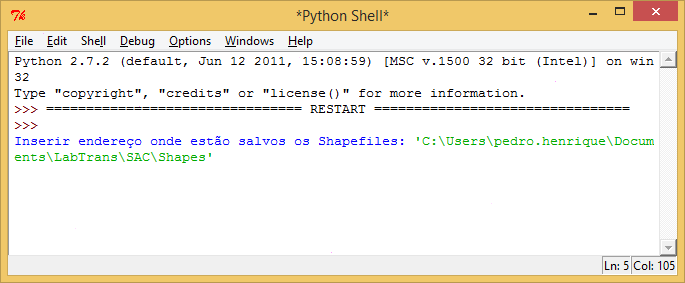 *Python Shell*
File Edit Shell Debug Options Windows Help
Python 2.7.2 (default, Jun 12 2011, 15:08:59) [MSC v.1500 32 bit (Intel)] on win
32
Type "copyright", "credits" or "license()" for more information.
>>> ================================ RESTART ================================
>>>
Inserir endereço onde estão salvos os Shapefiles: 'C:\Users\pedro.henrique\Docum
ents\LabTrans\SAC\Shapes'
Ln: 5 Col: 105